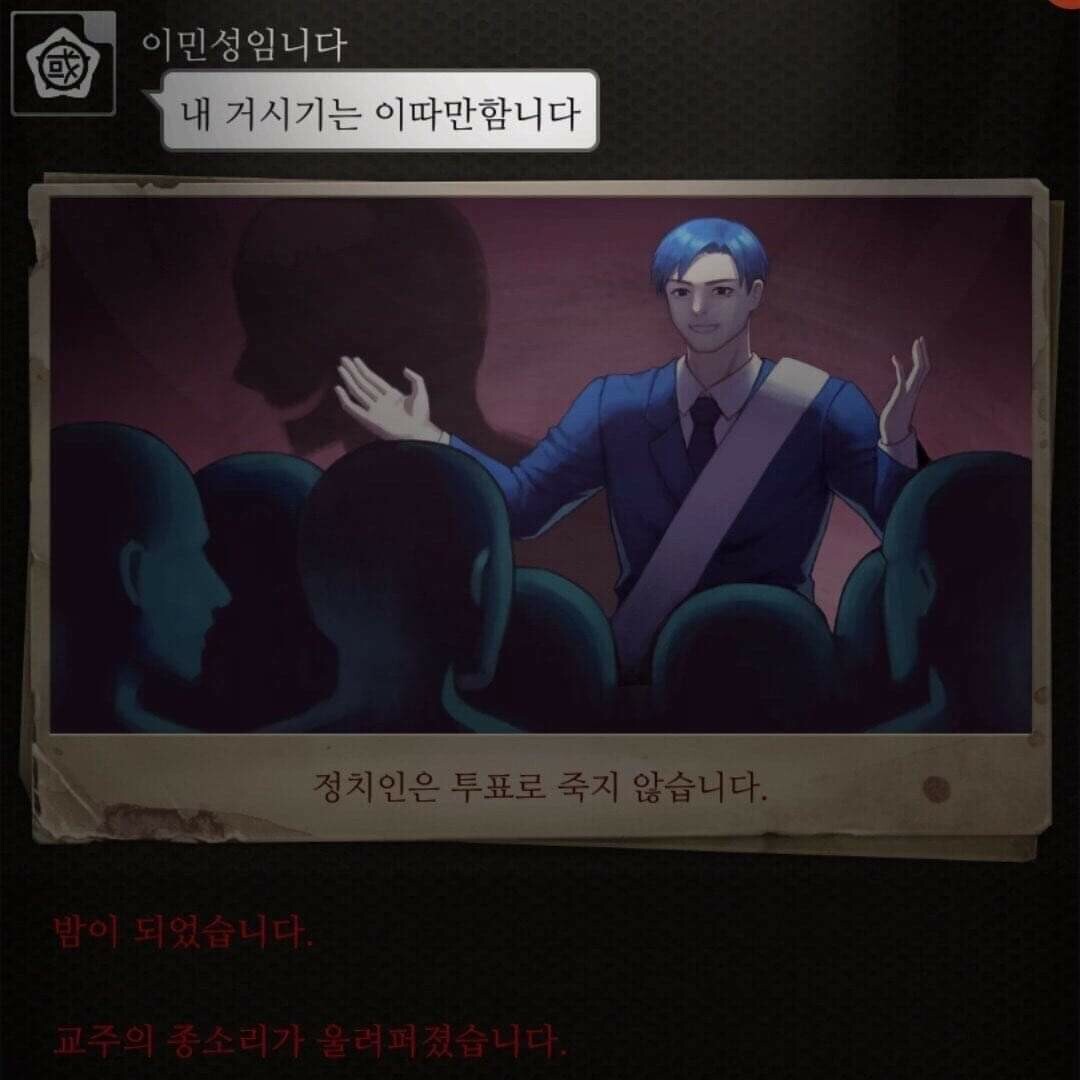 或
이민성임니다
내 거시기는 이따만함니다
정치인은 투표로 죽지 않습니다.
밤이 되었습니다.
교주의 종소리가 울려퍼졌습니다.